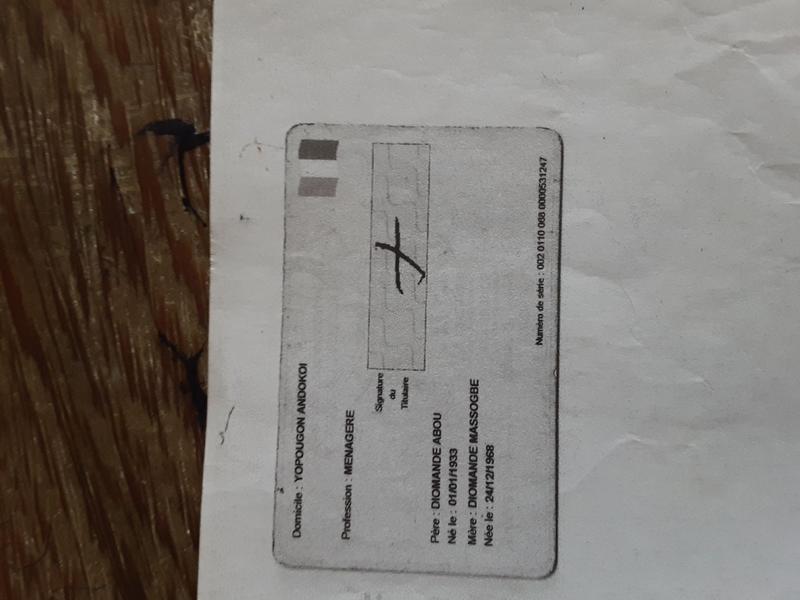 Domicile : YOPOUGON ANDOKOI
Profession : MENAGERE
Signature
du
Titulaire
Père : DIOMANDE ABOU
Né le : 01/01/1933
Mère : DIOMANDE MASSOGBE
Née le : 24/12/1968
Numéro de série : 002 0110 068 0000531247